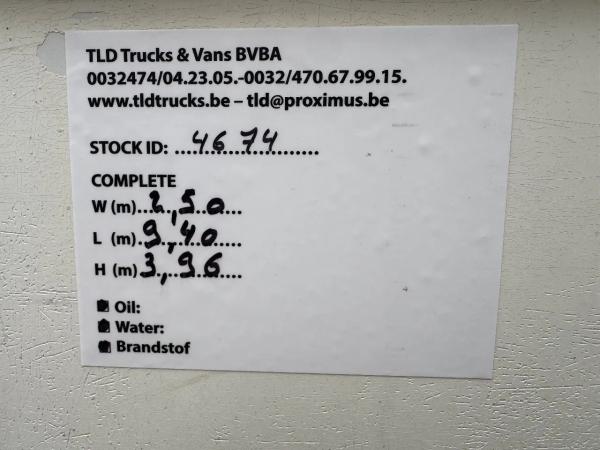 TLD Trucks & Vans BVBA
0032474/04.23.05.-0032/470.67.99.15.
www.tldtrucks.be – tld@proximus.be
STOCK ID: 4674
COMPLETE
W (m) 2,50
L (m) 9,40
H (m) 3,96
Oil:
Water:
Brandstof